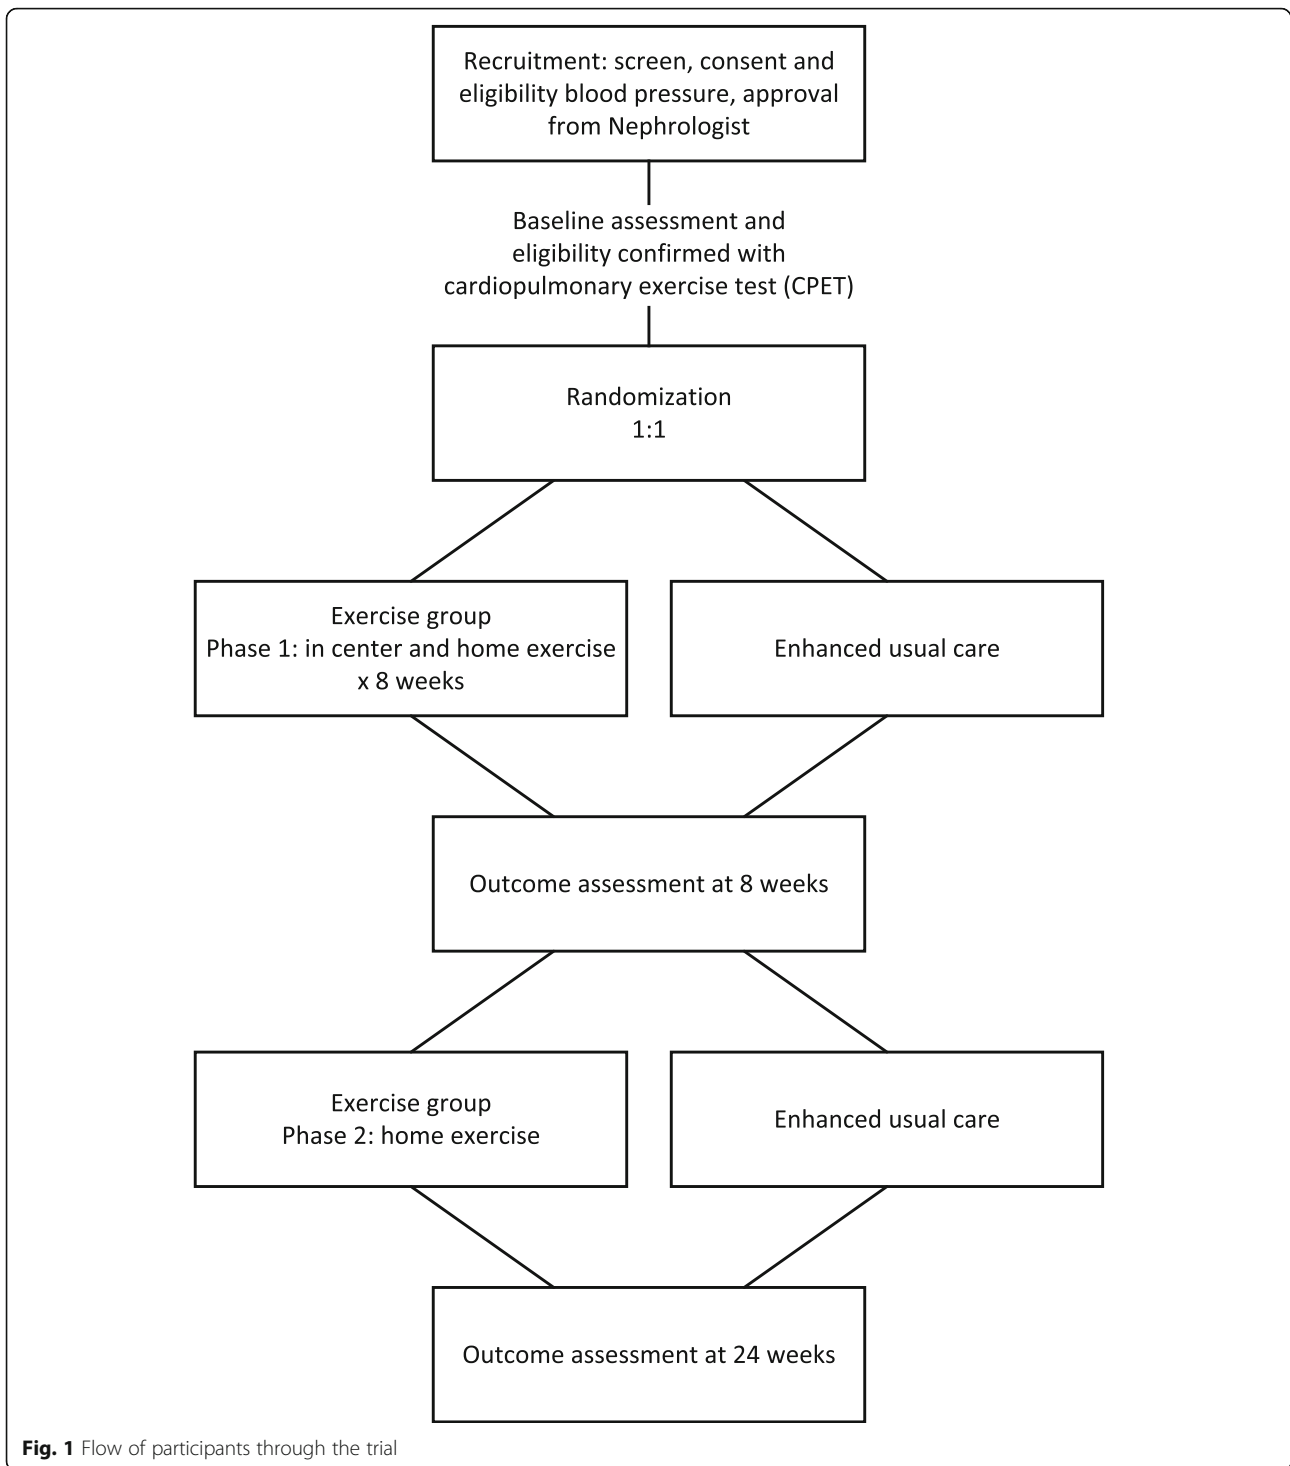 Recruitment: screen, consent and
eligibility blood pressure, approval
from Nephrologist
Baseline assessment and
eligibility confirmed with
cardiopulmonary exercise test (CPET)
Randomization
1:1
Exercise group
Phase 1: in center and home exercise
x 8 weeks
Enhanced usual care
Outcome assessment at 8 weeks
Exercise group
Phase 2: home exercise
Enhanced usual care
Outcome assessment at 24 weeks
Fig. 1 Flow of participants through the trial